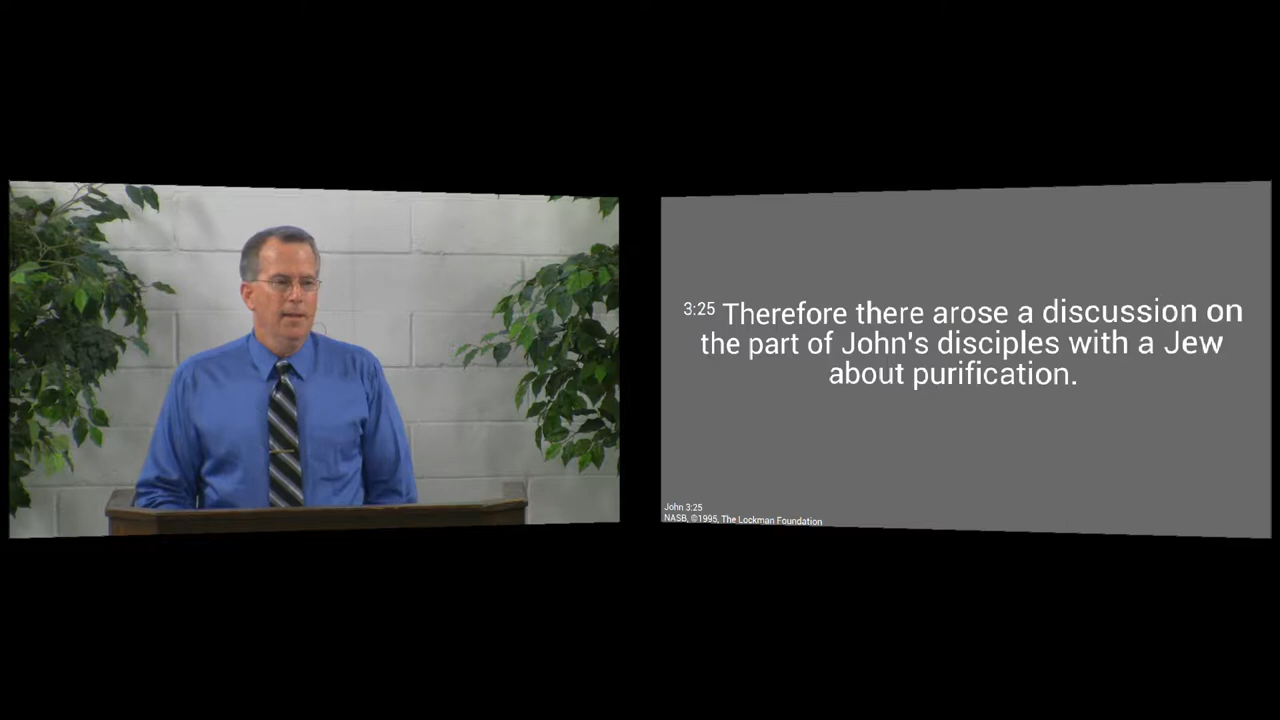 3:25 Therefore there arose a discussion on
the part of John's disciples with a Jew
about purification.
John 3:25
NASB, ©1995, The Lockman Foundation